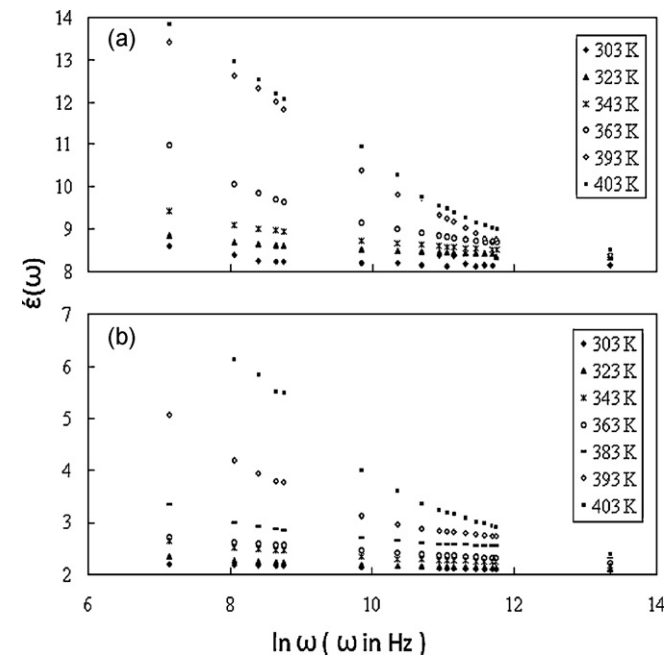 (a)
14
13
12
11
10
9
8
303 K
323 K
343 K
363 K
393 K
403 K
έ(ω)
(b)
7
6
5
4
3
2
303 K
323 K
343 K
363 K
383 K
393 K
403 K
6 8 10 12 14
ln ω ( ω in Hz )